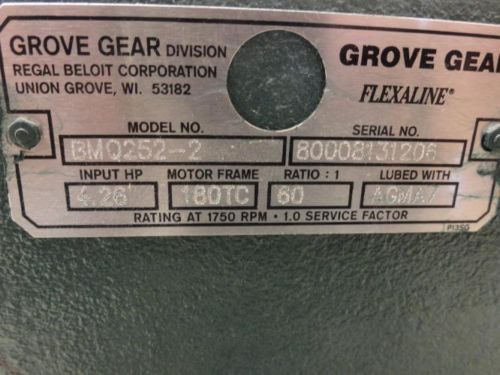 GROVE GEAR DIVISION
REGAL BELOIT CORPORATION
UNION GROVE, WI. 53182
GROVE GEA
FLEXALINE®
MODEL NO.
SERIAL NO.
BMQ252-2
80008131206
INPUT HP
MOTOR FRAME
RATIO : 1
LUBED WITH
4.26
180TC
60
AGMA7
RATING AT 1750 RPM • 1.0 SERVICE FACTOR